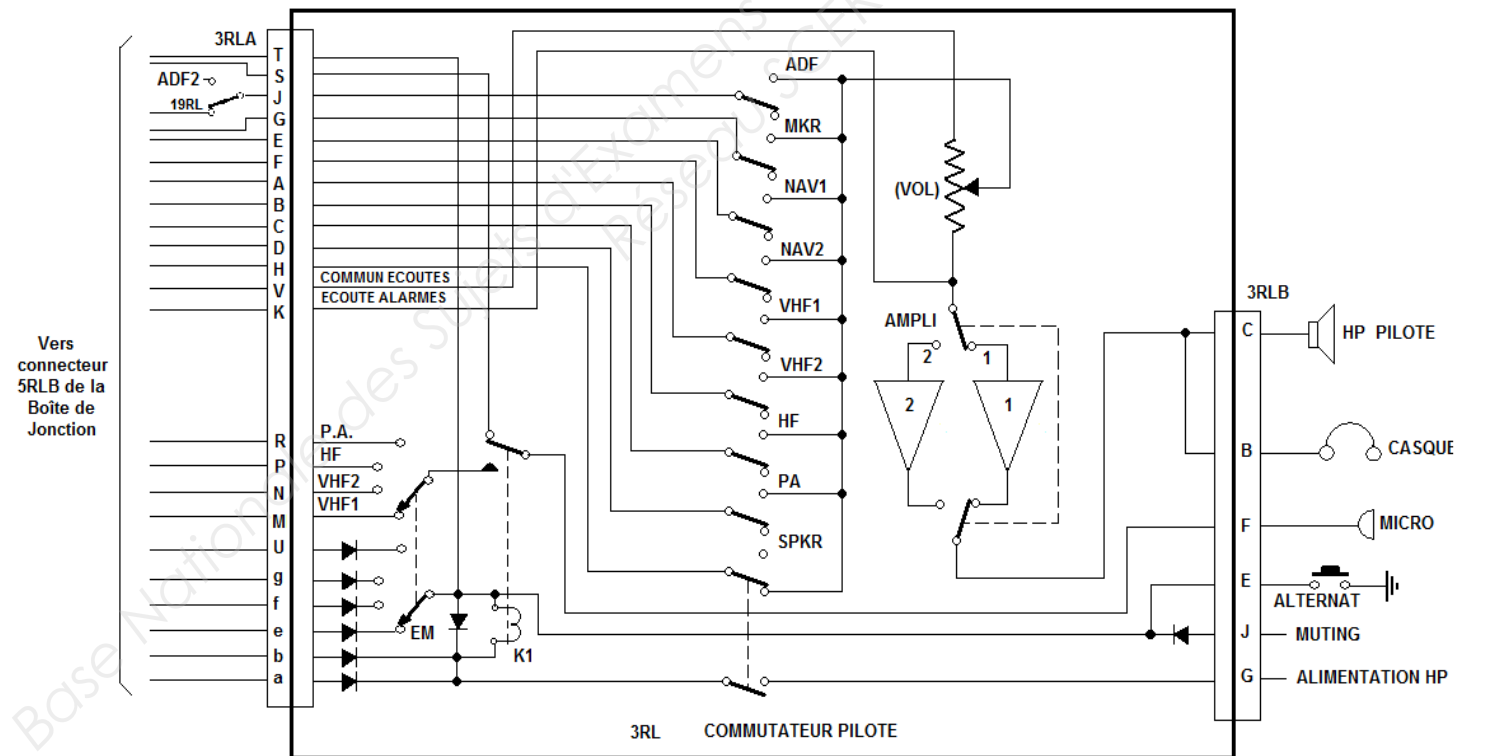 3RLA
T
S
ADF2
19RL
J
G
E
F
A
B
C
D
H
V
K
COMMUN ECOUTES
ECOUTE ALARMES
Vers
connecteur
5RLB de la
Boîte de
Jonction
R
P
N
M
U
g
f
e
b
a
P.A.
HF
VHF2
VHF1
EM
K1
ADF
MKR
NAV1
NAV2
VHF1
VHF2
HF
PA
SPKR
(VOL)
AMPLI
2
1
2
1
3RLB
C
HP PILOTE
B
CASQUE
F
MICRO
E
ALTERNAT
J
MUTING
G
ALIMENTATION HP
3RL COMMUTATEUR PILOTE
Base Nationale des Sujets d'Examens